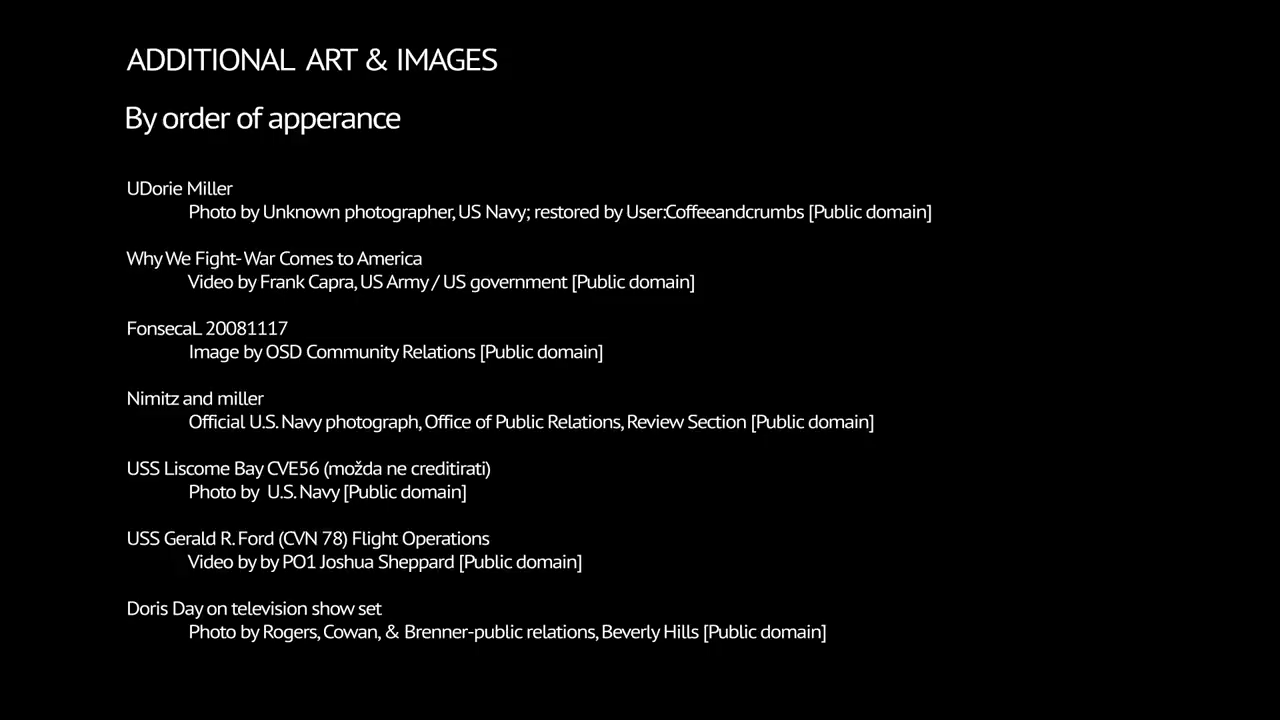 ADDITIONAL ART & IMAGES
By order of apperance
UDorie Miller
Photo by Unknown photographer, US Navy; restored by User:Coffeeandcrumbs [Public domain]
Why We Fight- War Comes to America
Video by Frank Capra, US Army / US government [Public domain]
FonsecaL 20081117
Image by OSD Community Relations [Public domain]
Nimitz and miller
Official U.S. Navy photograph, Office of Public Relations, Review Section [Public domain]
USS Liscome Bay CVE56 (možda ne creditirati)
Photo by U.S. Navy [Public domain]
USS Gerald R. Ford (CVN 78) Flight Operations
Video by by PO1 Joshua Sheppard [Public domain]
Doris Day on television show set
Photo by Rogers, Cowan, & Brenner-public relations, Beverly Hills [Public domain]